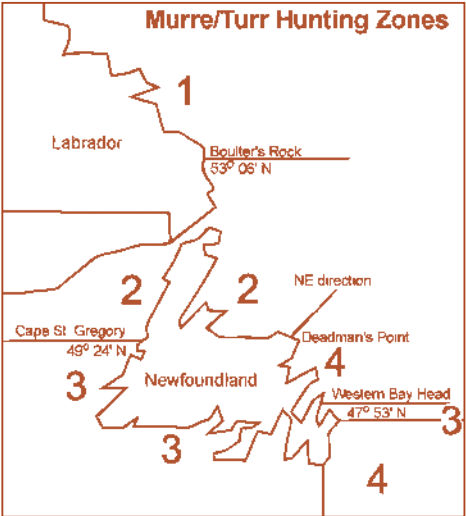 Murre/Turr Hunting Zones
1
Labrador
Boulter's Rock
53° 06' N
2
2
NE direction
Cape St. Gregory
49° 24' N
Deadman's Point
4
3
Newfoundland
Western Bay Head
47° 53' N
3
3
4